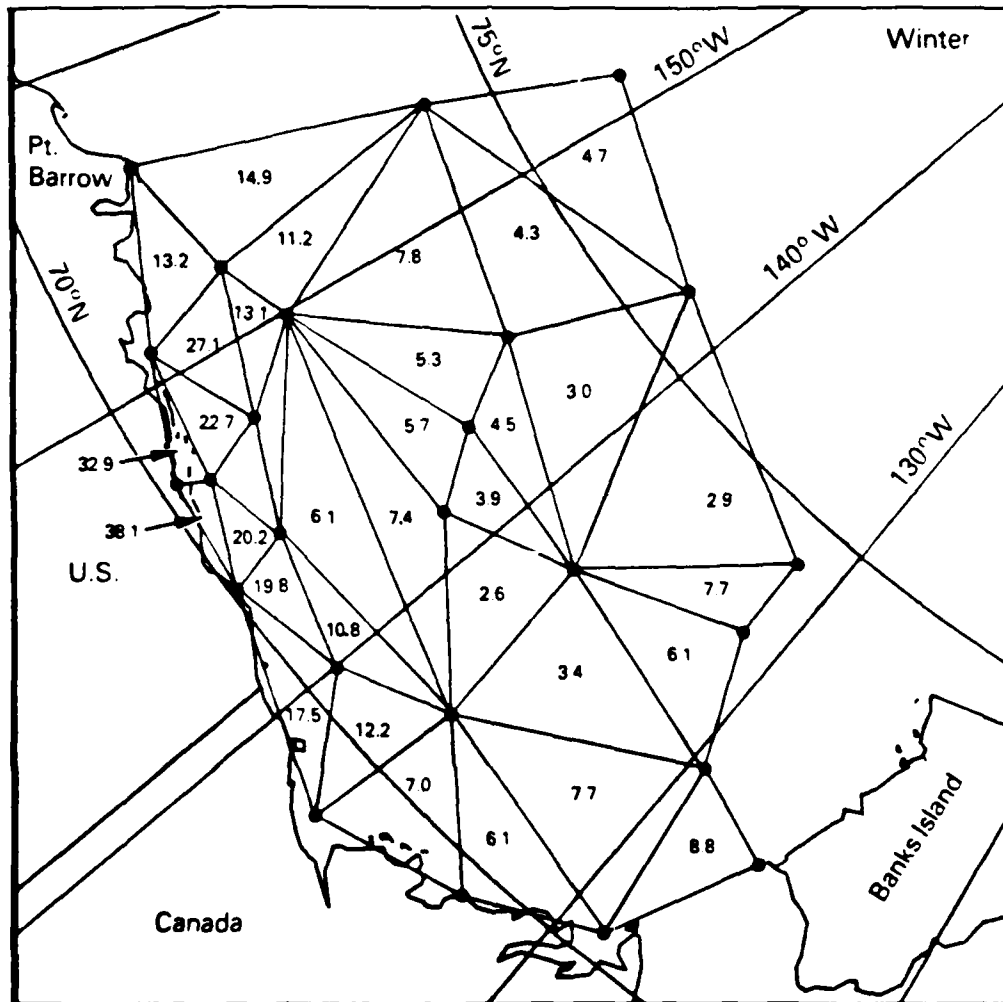 Winter
75°N
150°W
Pt.
Barrow
4.7
14.9
11.2
4.3
140° W
7.8
13.2
70°N
13.1
27.1
5.3
3.0
22.7
5.7
4.5
130°W
32.9
3.9
2.9
38.1
6.1
7.4
20.2
U.S.
19.8
2.6
7.7
10.8
6.1
3.4
17.5
12.2
7.0
7.7
6.1
8.8
Banks Island
Canada